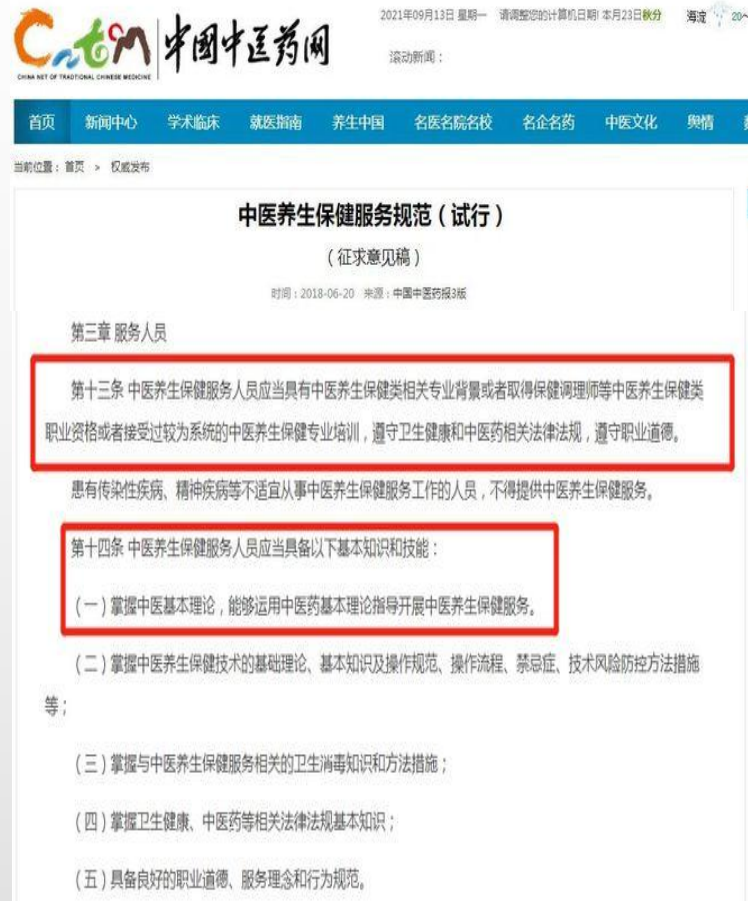 2021年09月13日 星期一 请调整您的计算机日期! 本月23日秋分 海淀 20~
CnTCM 中國中医药网
CHINA NET OF TRADITIONAL CHINESE MEDICINE
滚动新闻：
首页 新闻中心 学术临床 就医指南 养生中国 名医名院名校 名企名药 中医文化 舆情
当前位置：首页 > 权威发布
中医养生保健服务规范（试行）
（征求意见稿）
时间：2018-06-20 来源：中国中医药报3版
第三章 服务人员
第十三条 中医养生保健服务人员应当具有中医养生保健类相关专业背景或者取得保健调理师等中医养生保健类
职业资格或者接受过较为系统的中医养生保健专业培训，遵守卫生健康和中医药相关法律法规，遵守职业道德。
患有传染性疾病、精神疾病等不适宜从事中医养生保健服务工作的人员，不得提供中医养生保健服务。
第十四条 中医养生保健服务人员应当具备以下基本知识和技能：
（一）掌握中医基本理论，能够运用中医药基本理论指导开展中医养生保健服务。
（二）掌握中医养生保健技术的基础理论、基本知识及操作规范、操作流程、禁忌症、技术风险防控方法措施
等；
（三）掌握与中医养生保健服务相关的卫生消毒知识和方法措施；
（四）掌握卫生健康、中医药等相关法律法规基本知识；
（五）具备良好的职业道德、服务理念和行为规范。